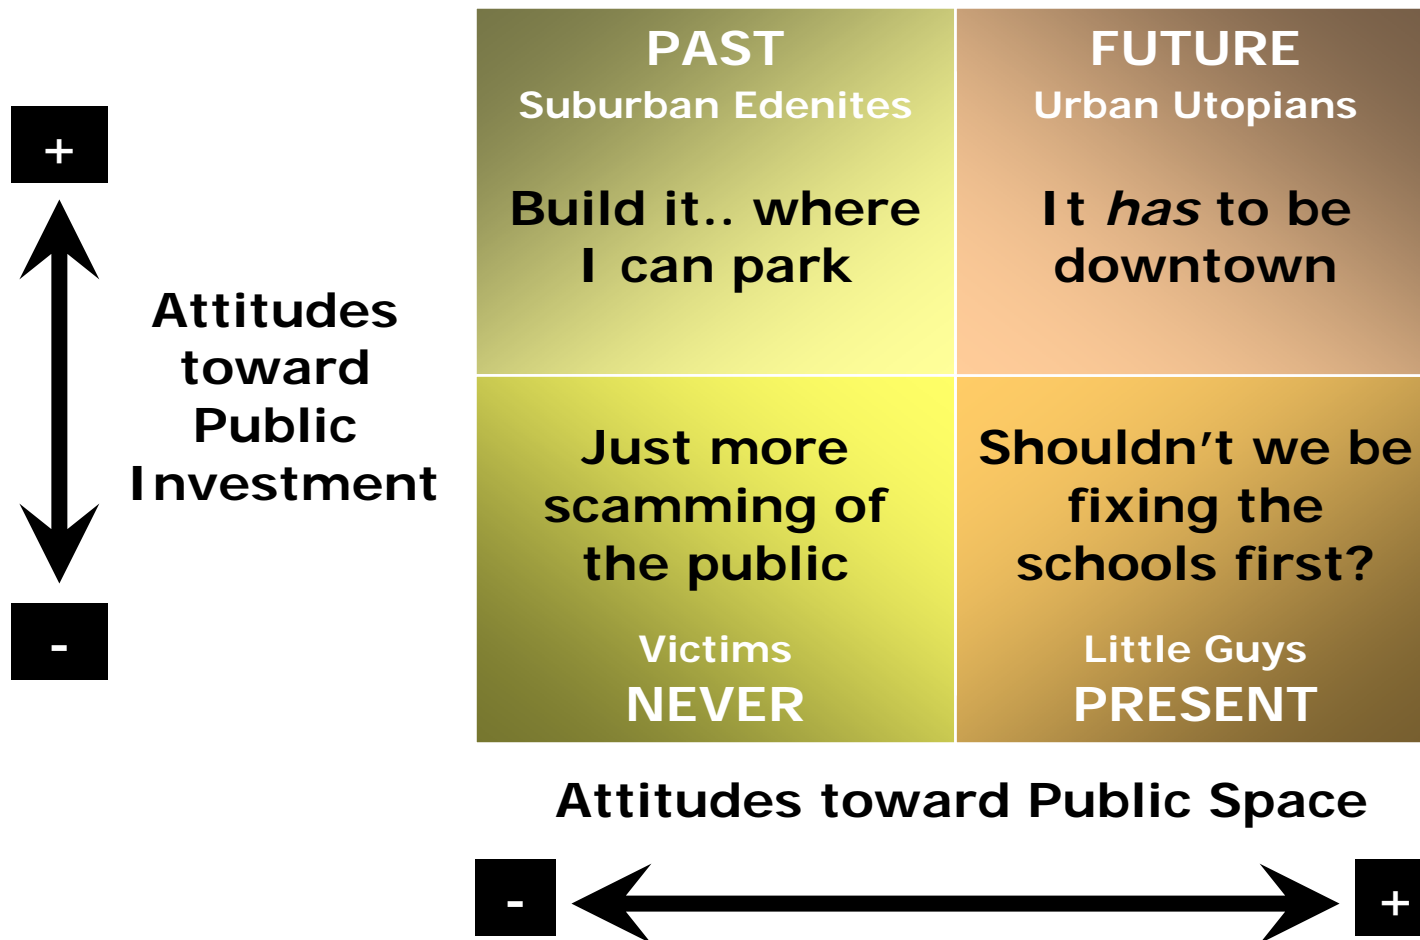 PAST
Suburban Edenites
Build it.. where
I can park
FUTURE
Urban Utopians
It has to be
downtown
+
Attitudes
toward
Public
Investment
-
Just more
scamming of
the public
Victims
NEVER
Shouldn't we be
fixing the
schools first?
Little Guys
PRESENT
Attitudes toward Public Space
-
+